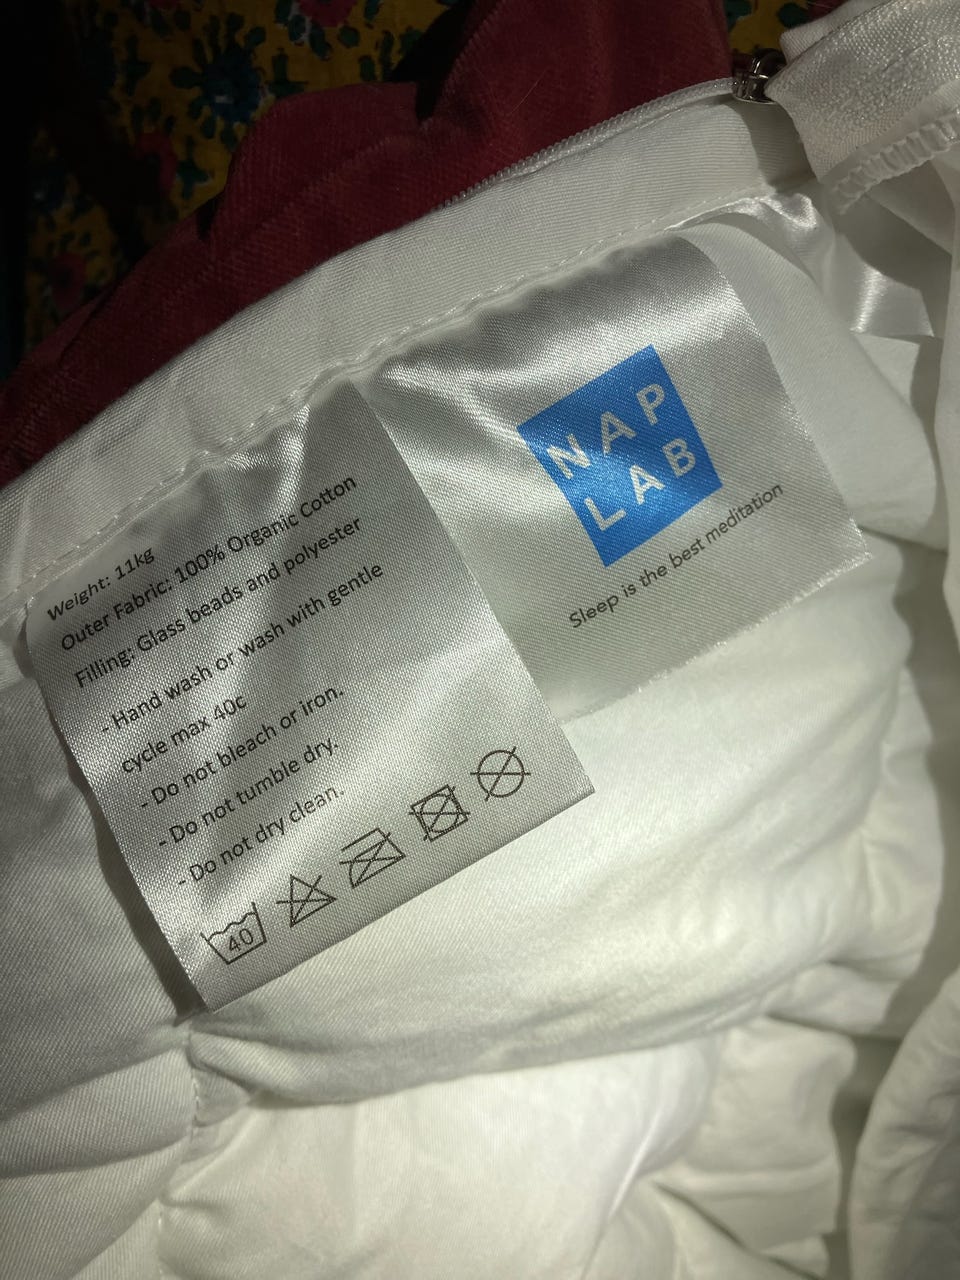 Weight: 11kg
Outer Fabric: 100% Organic Cotton
Filling: Glass beads and polyester
- Hand wash or wash with gentle
cycle max 40c
- Do not bleach or iron.
- Do not tumble dry.
- Do not dry clean.
40
NAP
LAB
Sleep is the best meditation